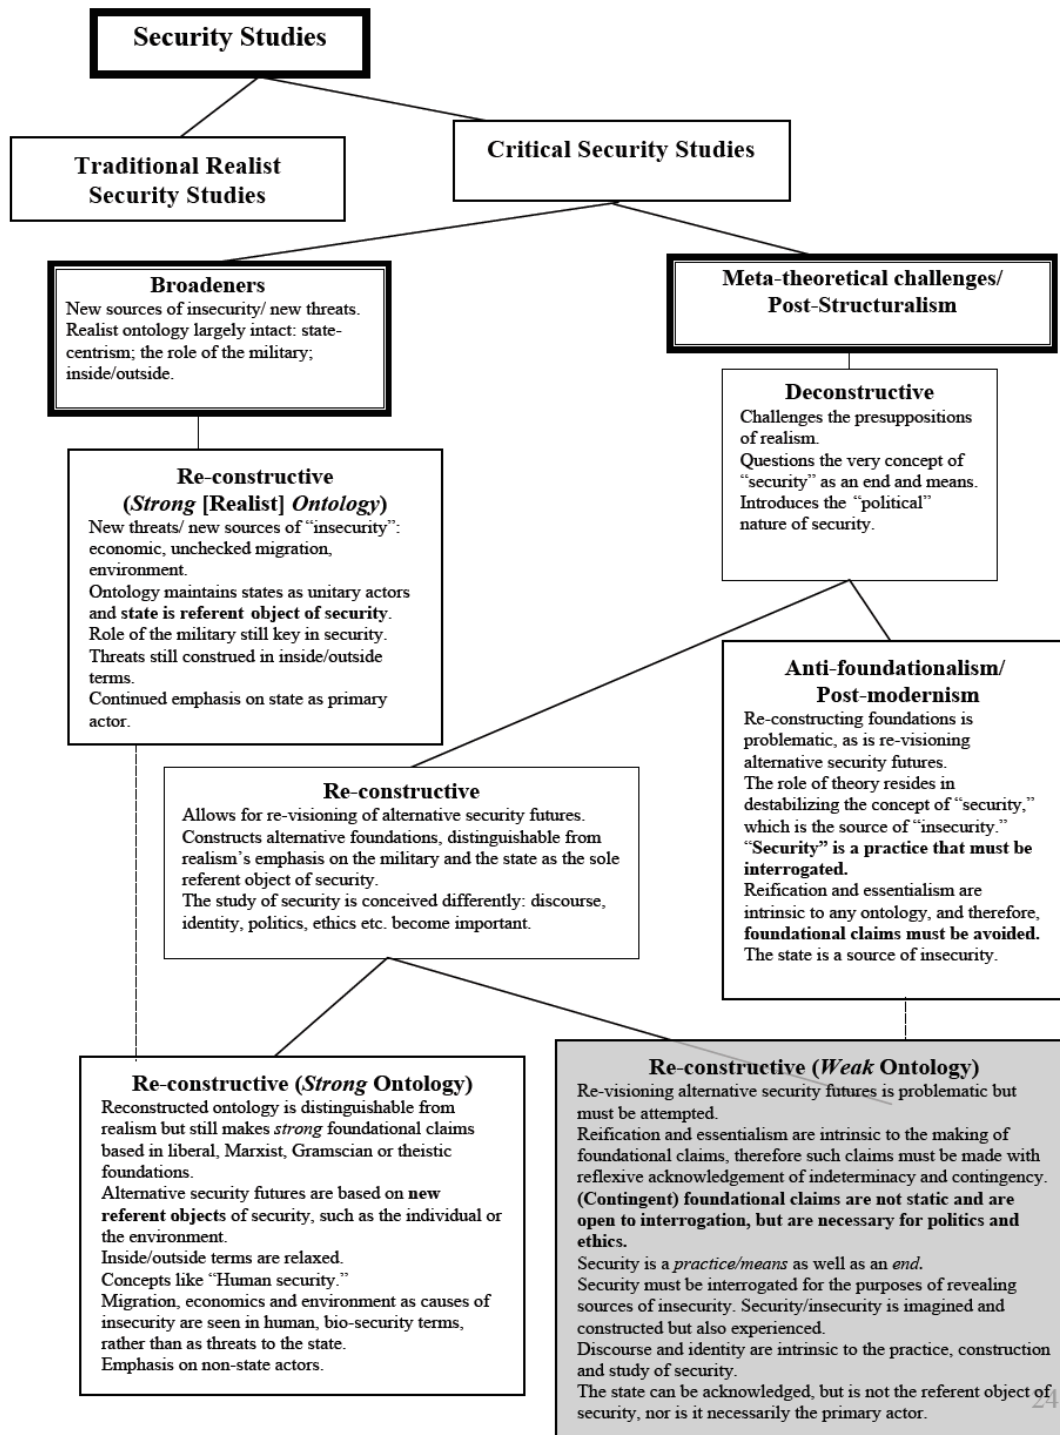 Security Studies
Traditional Realist
Security Studies
Critical Security Studies
Broadeners
New sources of insecurity/ new threats.
Realist ontology largely intact: state-
centrism; the role of the military;
inside/outside.
Meta-theoretical challenges/
Post-Structuralism
Deconstructive
Challenges the presuppositions
of realism.
Questions the very concept of
“security” as an end and means.
Introduces the “political”
nature of security.
Re-constructive
(Strong [Realist] Ontology)
New threats/ new sources of “insecurity”:
economic, unchecked migration,
environment.
Ontology maintains states as unitary actors
and state is referent object of security.
Role of the military still key in security.
Threats still construed in inside/outside
terms.
Continued emphasis on state as primary
actor.
Anti-foundationalism/
Post-modernism
Re-constructing foundations is
problematic, as is re-visioning
alternative security futures.
The role of theory resides in
destabilizing the concept of “security,”
which is the source of “insecurity.”
“Security” is a practice that must be
interrogated.
Reification and essentialism are
intrinsic to any ontology, and therefore,
foundational claims must be avoided.
The state is a source of insecurity.
Re-constructive
Allows for re-visioning of alternative security futures.
Constructs alternative foundations, distinguishable from
realism’s emphasis on the military and the state as the sole
referent object of security.
The study of security is conceived differently: discourse,
identity, politics, ethics etc. become important.
Re-constructive (Strong Ontology)
Reconstructed ontology is distinguishable from
realism but still makes strong foundational claims
based in liberal, Marxist, Gramscian or theistic
foundations.
Alternative security futures are based on new
referent objects of security, such as the individual or
the environment.
Inside/outside terms are relaxed.
Concepts like “Human security.”
Migration, economics and environment as causes of
insecurity are seen in human, bio-security terms,
rather than as threats to the state.
Emphasis on non-state actors.
Re-constructive (Weak Ontology)
Re-visioning alternative security futures is problematic but
must be attempted.
Reification and essentialism are intrinsic to the making of
foundational claims, therefore such claims must be made with
reflexive acknowledgement of indeterminacy and contingency.
(Contingent) foundational claims are not static and are
open to interrogation, but are necessary for politics and
ethics.
Security is a practice/means as well as an end.
Security must be interrogated for the purposes of revealing
sources of insecurity. Security/insecurity is imagined and
constructed but also experienced.
Discourse and identity are intrinsic to the practice, construction
and study of security.
The state can be acknowledged, but is not the referent object of
security, nor is it necessarily the primary actor.
24